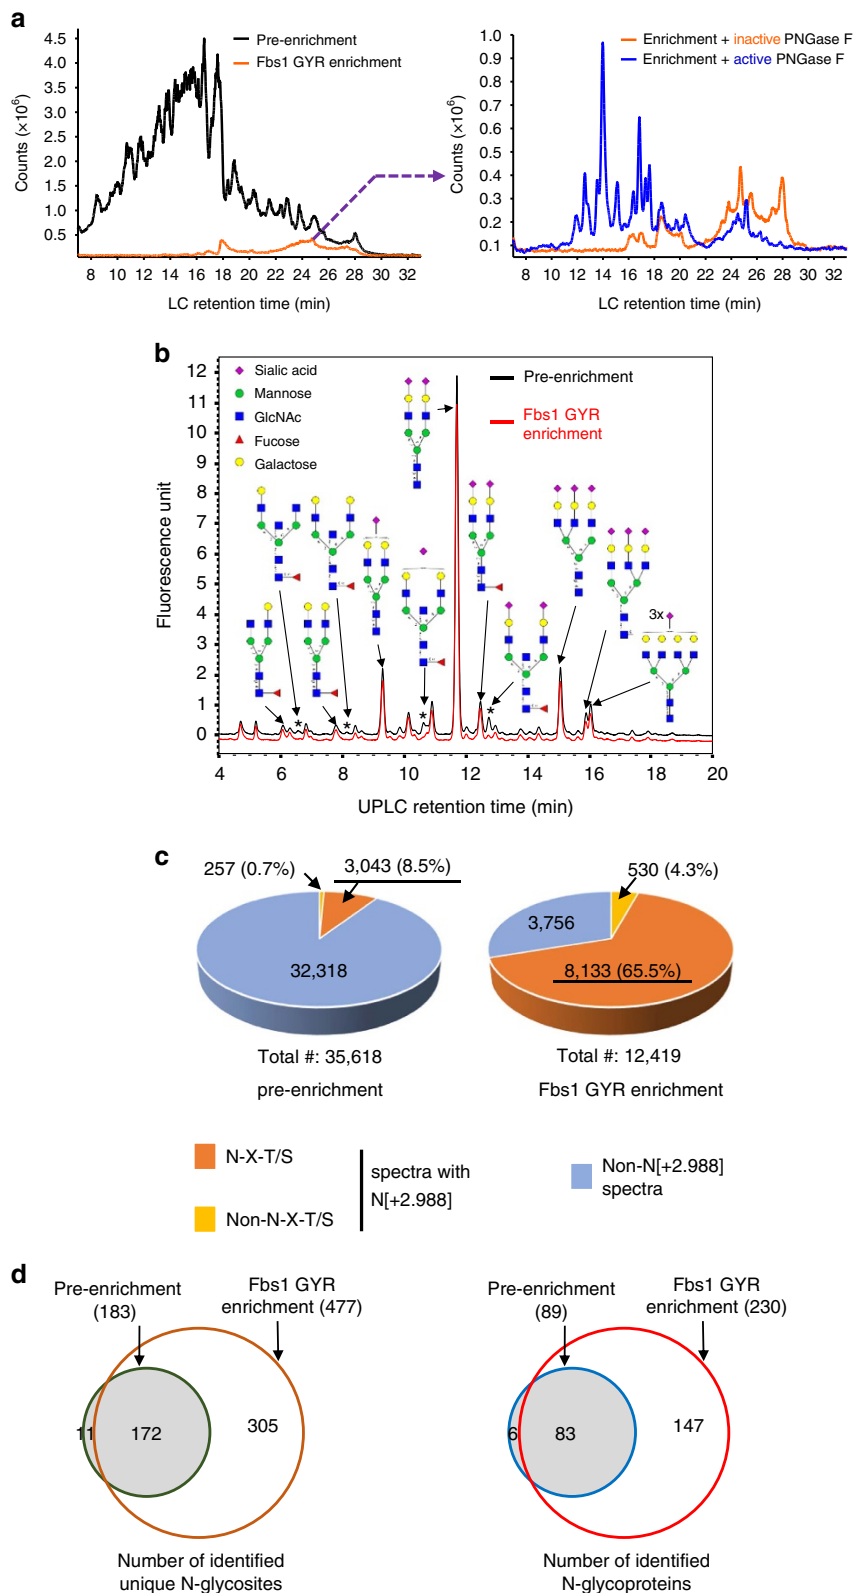 a
4.5
4.0
3.5
3.0
2.5
2.0
1.5
1.0
0.5
Counts (×10⁶)
Pre-enrichment
Fbs1 GYR enrichment
8 10 12 14 16 18 20 22 24 26 28 30 32
LC retention time (min)
1.0
0.9
0.8
0.7
0.6
0.5
0.4
0.3
0.2
0.1
Counts (×10⁶)
Enrichment + inactive PNGase F
Enrichment + active PNGase F
8 10 12 14 16 18 20 22 24 26 28 30 32
LC retention time (min)
b
12
11
10
9
8
7
6
5
4
3
2
1
0
Fluorescence unit
Sialic acid
Mannose
GlcNAc
Fucose
Galactose
Pre-enrichment
Fbs1 GYR
enrichment
3x
* * * *
4 6 8 10 12 14 16 18 20
UPLC retention time (min)
c
257 (0.7%)
3,043 (8.5%)
32,318
Total #: 35,618
pre-enrichment
530 (4.3%)
3,756
8,133 (65.5%)
Total #: 12,419
Fbs1 GYR enrichment
N-X-T/S
Non-N-X-T/S
spectra with
N[+2.988]
Non-N[+2.988]
spectra
d
Pre-enrichment
(183)
Fbs1 GYR
enrichment (477)
11 172 305
Number of identified
unique N-glycosites
Pre-enrichment
(89)
Fbs1 GYR
enrichment (230)
6 83 147
Number of identified
N-glycoproteins